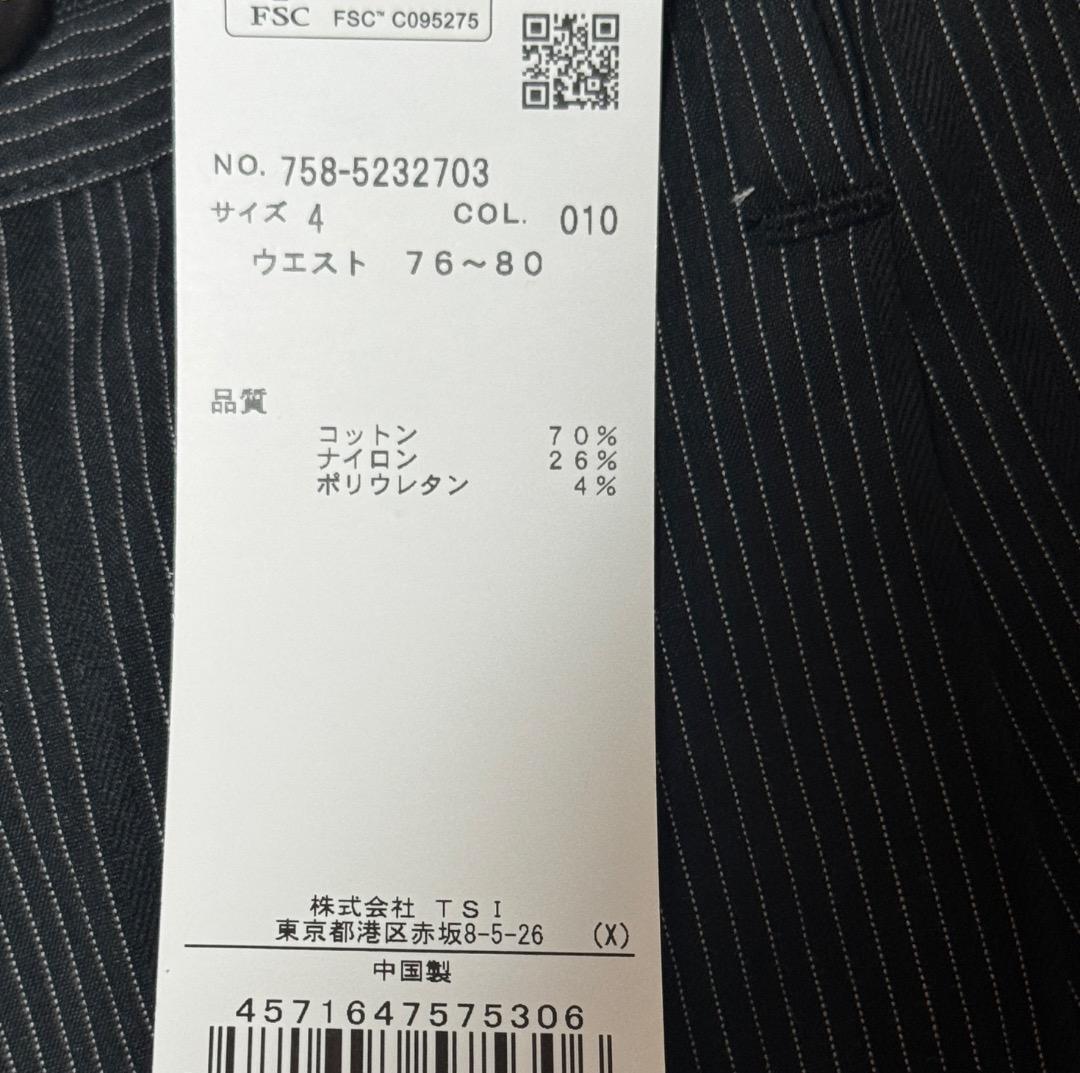 FSC FSC™ C095275
NO. 758-5232703
サイズ 4 COL. 010
ウエスト 76～80
品質
コットン 70%
ナイロン 26%
ポリウレタン 4%
株式会社 TSI
東京都港区赤坂8-5-26 (X)
中国製
4571647575306